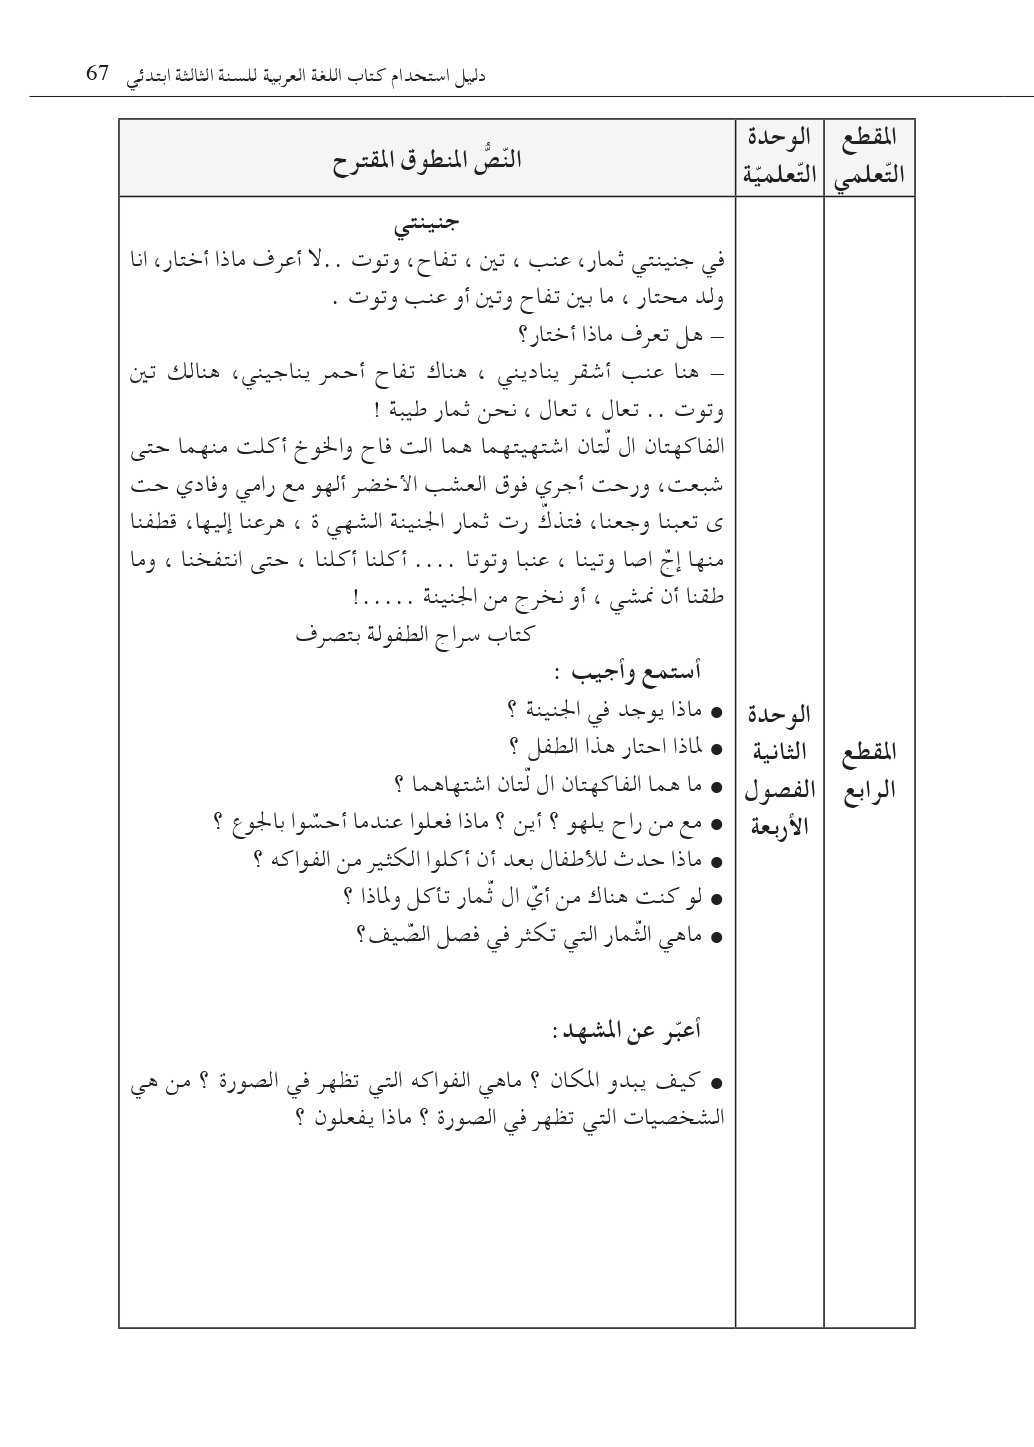 دليل استخدام كتاب اللغة العربية للسنة الثالثة ابتدئي 67
المقطع
التّعلمي
الوحدة
التّعلميّة
النّصُّ المنطوق المقترح
المقطع
الرابع
الوحدة
الثانية
الفصول
الأربعة
جنينتي
في جنينتي ثمار، عنب ، تين ، تفاح، وتوت ..لا أعرف ماذا أختار، انا
ولد محتار ، ما بين تفاح وتين أو عنب وتوت .
– هل تعرف ماذا أختار؟
– هنا عنب أشقر يناديني ، هناك تفاح أحمر يناجيني، هنالك تين
وتوت .. تعال ، تعال ، نحن ثمار طيبة !
الفاكهتان ال لّتان اشتهيتهما هما الت فاح والخوخ أكلت منهما حتى
شبعت، ورحت أجري فوق العشب الأخضر ألهو مع رامي وفادي حت
ى تعبنا وجعنا، فتذكّ رت ثمار الجنينة الشهي ة ، هرعنا إليها، قطفنا
منها إجّ اصا وتينا ، عنبا وتوتا .... أكلنا أكلنا ، حتى انتفخنا ، وما
طقنا أن نمشي ، أو نخرج من الجنينة .....!
كتاب سراج الطفولة بتصرف
أستمع وأجيب :
● ماذا يوجد في الجنينة ؟
● لماذا احتار هذا الطفل ؟
● ما هما الفاكهتان ال لّتان اشتهاهما ؟
● مع من راح يلهو ؟ أين ؟ ماذا فعلوا عندما أحسّوا بالجوع ؟
● ماذا حدث للأطفال بعد أن أكلوا الكثير من الفواكه ؟
● لو كنت هناك من أيّ ال ثّمار تأكل ولماذا ؟
● ماهي الثّمار التي تكثر في فصل الصّيف؟
أعبّر عن المشهد:
● كيف يبدو المكان ؟ ماهي الفواكه التي تظهر في الصورة ؟ من هي
الشخصيات التي تظهر في الصورة ؟ ماذا يفعلون ؟